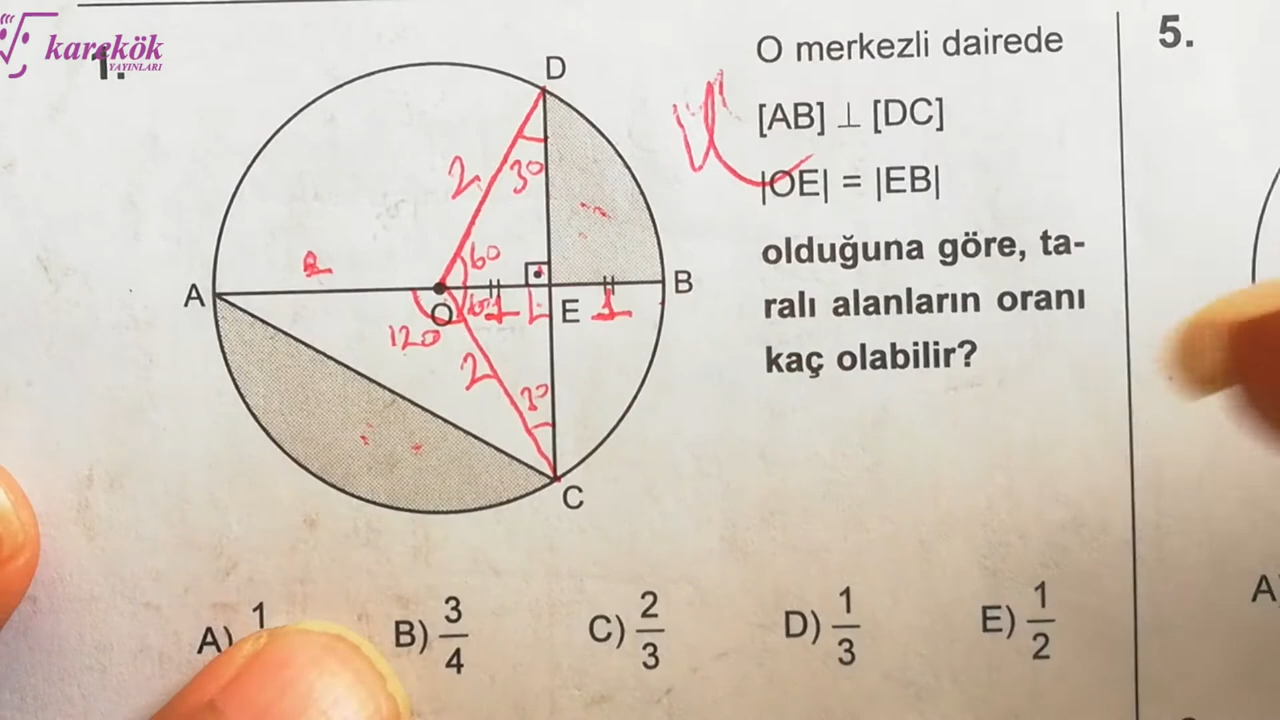 karekök
YAYINLARI
1.
O merkezli dairede
[AB] ⊥ [DC]
|OE| = |EB|
olduğuna göre, ta-
ralı alanların oranı
kaç olabilir?
5.
D
2
30
60
A
2
O
60
1
E
1
B
120
2
30
C
A) 1
B) 3/4
C) 2/3
D) 1/3
E) 1/2
A